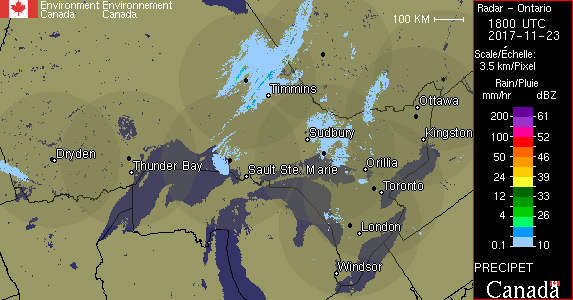 Environment Environnement
Canada Canada
100 KM
Timmins
Ottawa
Sudbury
Kingston
Dryden
Thunder Bay
Sault Ste. Marie
Orillia
Toronto
London
Windsor
Radar - Ontario
1800 UTC
2017-11-23
Scale/Échelle:
3.5 km/Pixel
Rain/Pluie
mm/hr dBZ
200 61
100 52
50 46
24 39
12 33
4 26
0.1 10
PRECIPET
Canada